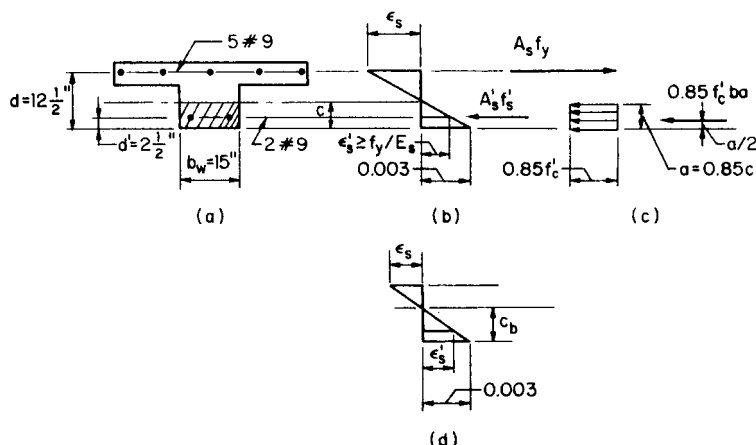 5 # 9
d = 12 1/2"
d' = 2 1/2"
b_w = 15"
2 # 9
c
(a)
ϵ_s
A_s f_y
A'_s f'_s
ϵ'_s ≥ f_y / E_s
0.003
(b)
0.85 f'_c ba
a/2
a = 0.85c
0.85f'_c
(c)
ϵ_s
c_b
ϵ'_s
0.003
(d)